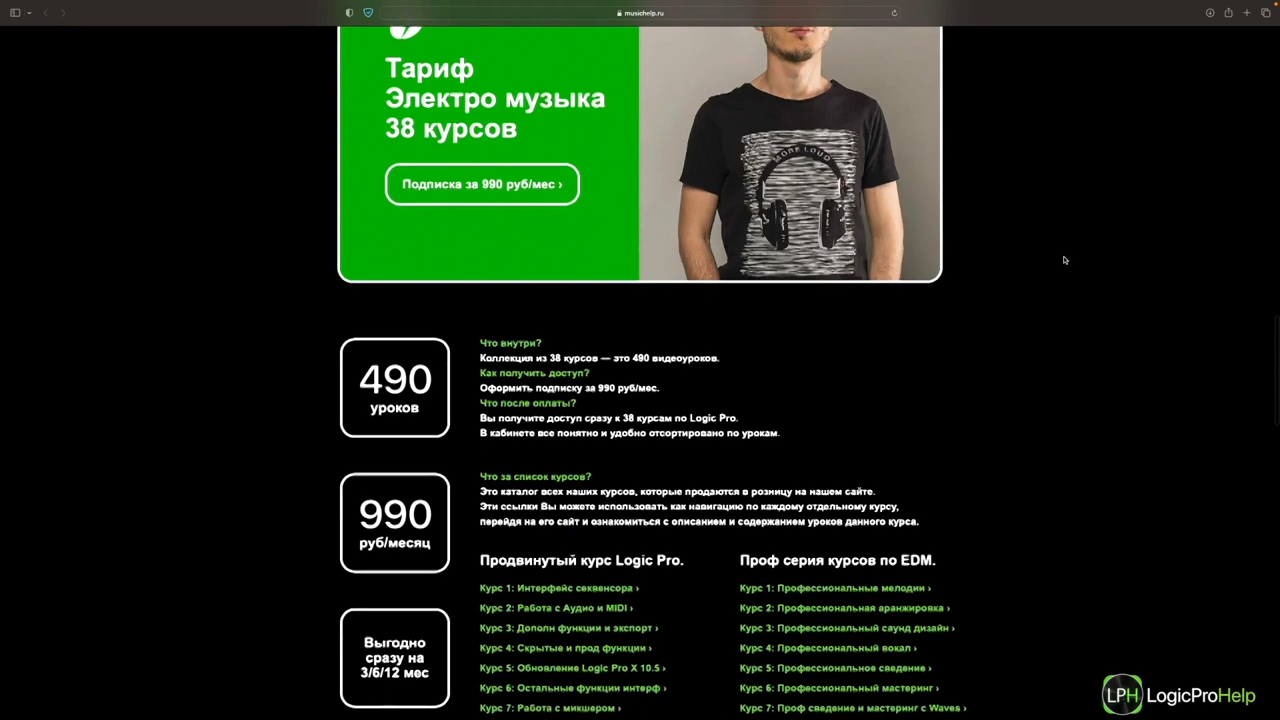 musichelp.ru
Тариф
Электро музыка
38 курсов
Подписка за 990 руб/мес ›
MORE LOUD
490
уроков
Что внутри?
Коллекция из 38 курсов — это 490 видеоуроков.
Как получить доступ?
Оформить подписку за 990 руб/мес.
Что после оплаты?
Вы получите доступ сразу к 38 курсам по Logic Pro.
В кабинете все понятно и удобно отсортировано по урокам.
990
руб/месяц
Что за список курсов?
Это каталог всех наших курсов, которые продаются в розницу на нашем сайте.
Эти ссылки Вы можете использовать как навигацию по каждому отдельному курсу,
перейдя на его сайт и ознакомиться с описанием и содержанием уроков данного курса.
Выгодно
сразу на
3/6/12 мес
Продвинутый курс Logic Pro.
Курс 1: Интерфейс секвенсора ›
Курс 2: Работа с Аудио и MIDI ›
Курс 3: Дополн функции и экспорт ›
Курс 4: Скрытые и прод функции ›
Курс 5: Обновление Logic Pro X 10.5 ›
Курс 6: Остальные функции интерф ›
Курс 7: Работа с микшером ›
Проф серия курсов по EDM.
Курс 1: Профессиональные мелодии ›
Курс 2: Профессиональная аранжировка ›
Курс 3: Профессиональный саунд дизайн ›
Курс 4: Профессиональный вокал ›
Курс 5: Профессиональное сведение ›
Курс 6: Профессиональный мастеринг ›
Курс 7: Проф сведение и мастеринг с Waves ›
LPH LogicProHelp